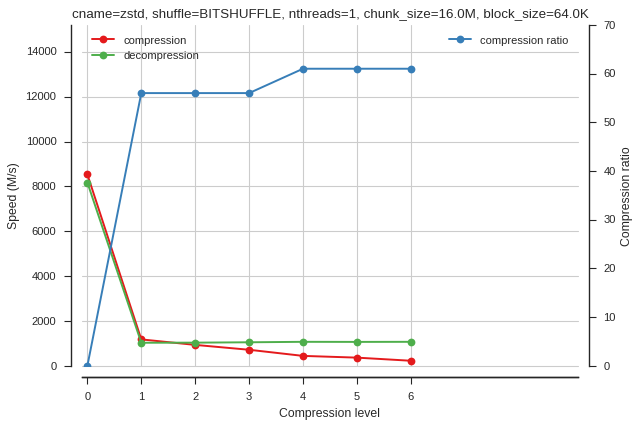 cname=zstd, shuffle=BITSHUFFLE, nthreads=1, chunk_size=16.0M, block_size=64.0K
compression
decompression
compression ratio
14000
12000
10000
8000
6000
4000
2000
0
Speed (M/s)
70
60
50
40
30
20
10
0
Compression ratio
0 1 2 3 4 5 6
Compression level